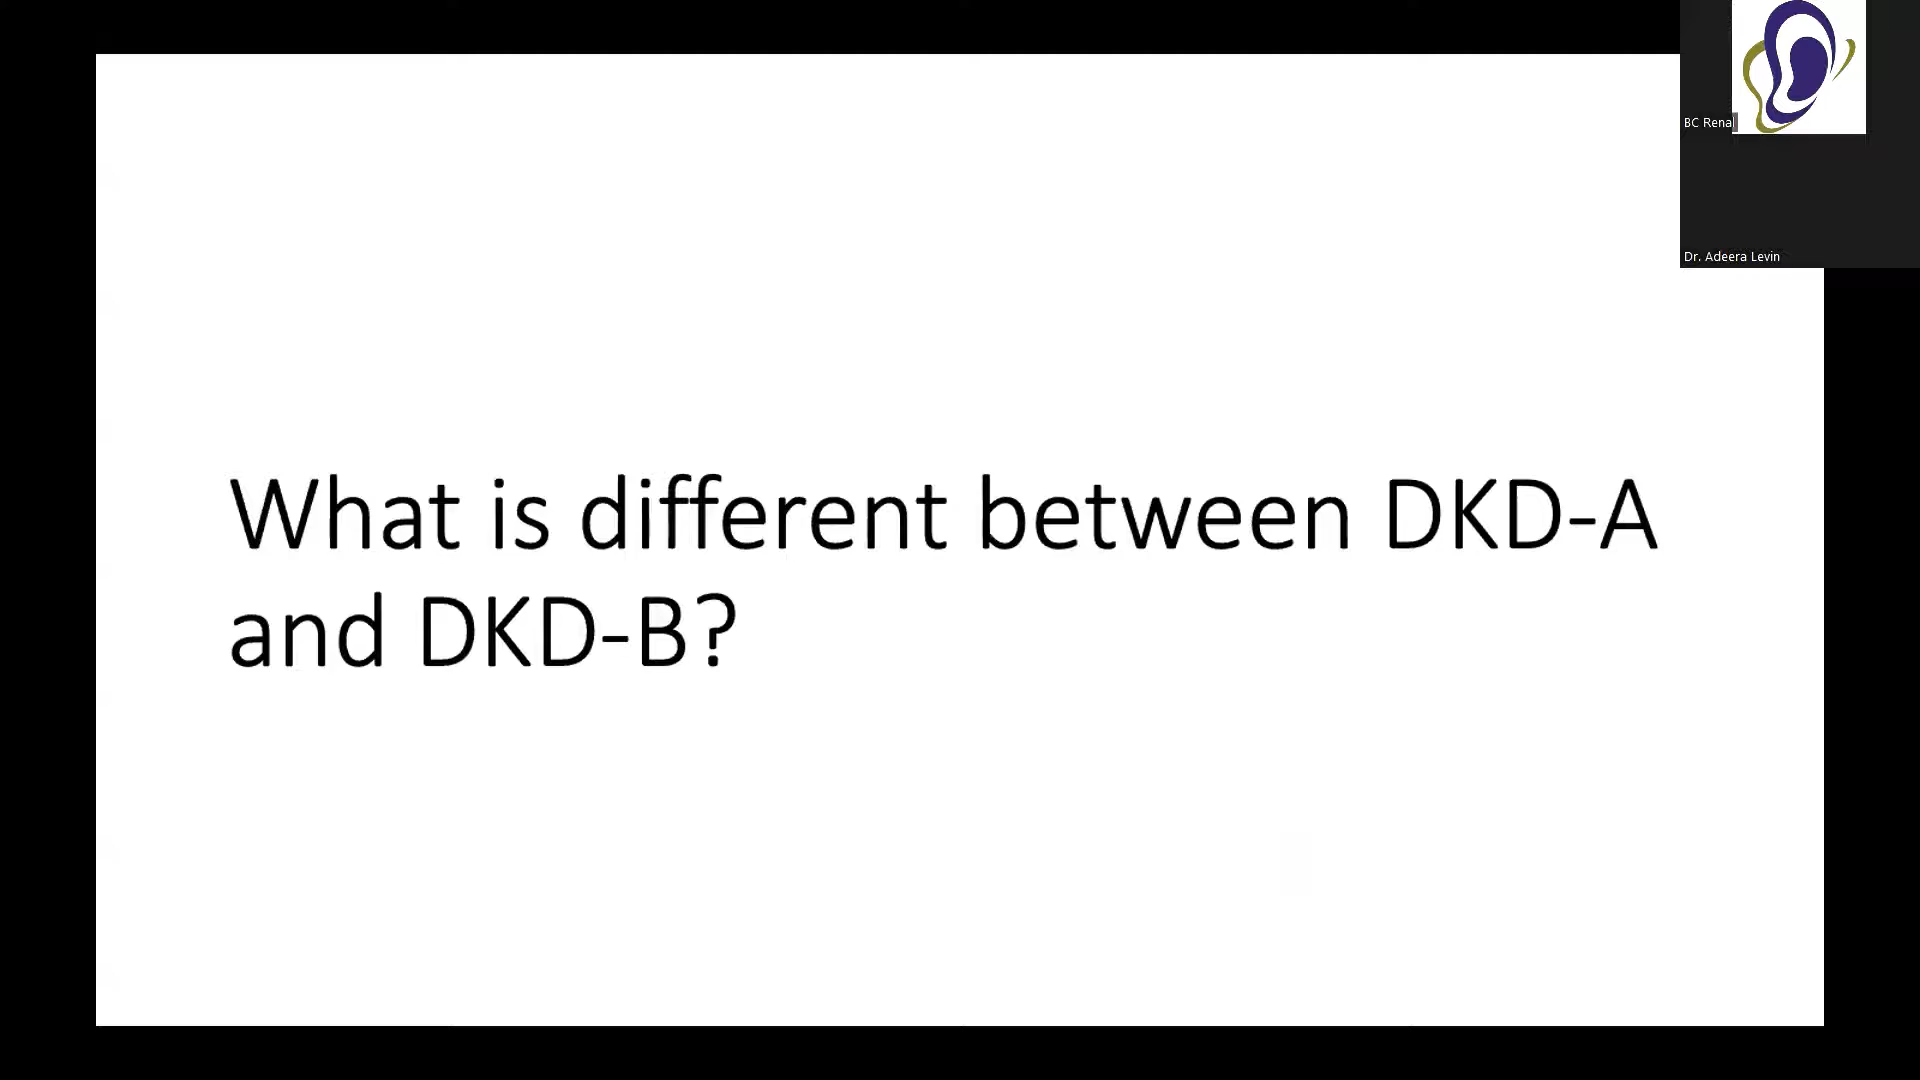 BC Renal
Dr. Adeera Levin
What is different between DKD-A
and DKD-B?